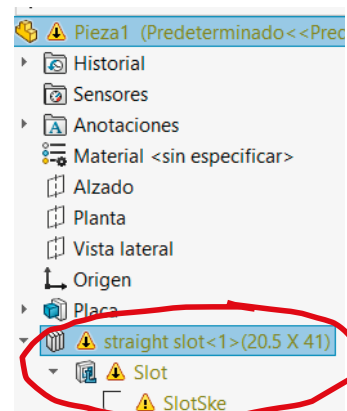 Pieza1 (Predeterminado<<Prec
Historial
Sensores
Anotaciones
Material <sin especificar>
Alzado
Planta
Vista lateral
Origen
Placa
straight slot<1>(20.5 X 41)
Slot
SlotSke